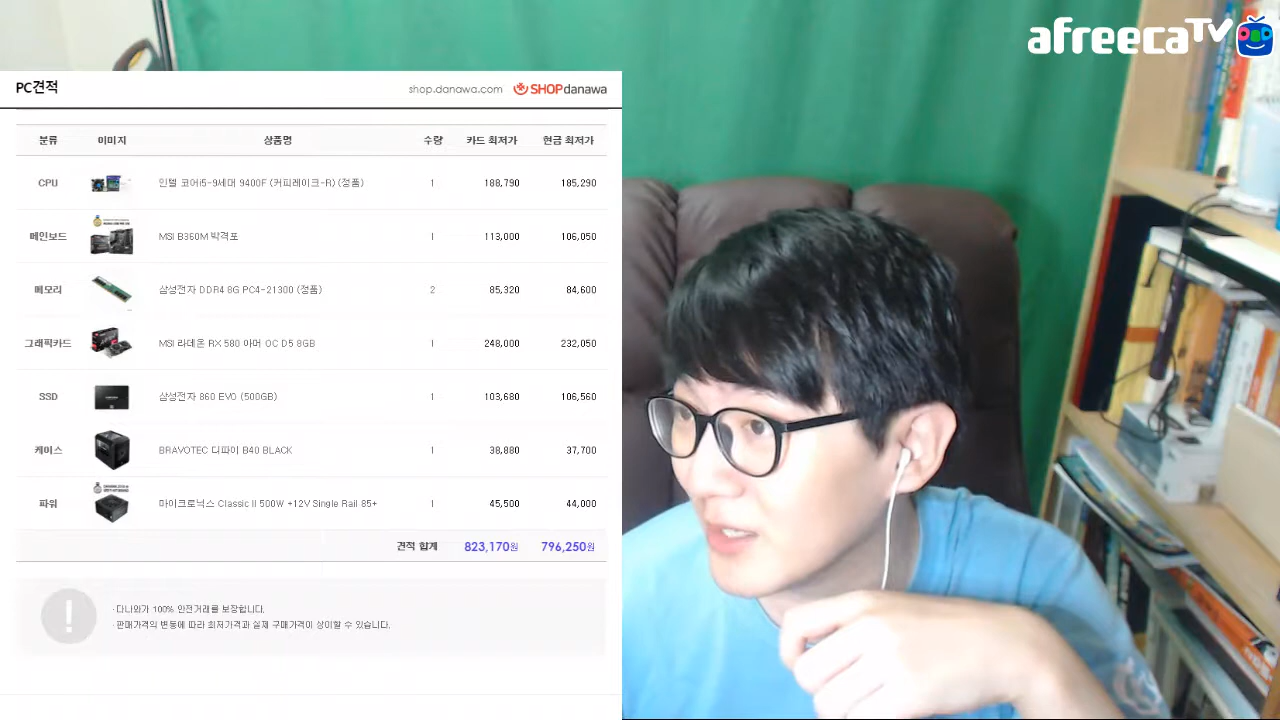 afreecaTV
PC견적
shop.danawa.com SHOPdanawa
분류 이미지 상품명 수량 카드 최저가 현금 최저가
CPU 인텔 코어i5-9세대 9400F (커피레이크-R) (정품) 1 188,790 185,290
메인보드 MSI B360M 박격포 1 113,000 106,050
메모리 삼성전자 DDR4 8G PC4-21300 (정품) 2 85,320 84,600
그래픽카드 MSI 라데온 RX 580 아머 OC D5 8GB 1 248,000 232,050
SSD 삼성전자 860 EVO (500GB) 1 103,680 106,560
케이스 BRAVOTEC 디파이 B40 BLACK 1 38,880 37,700
파워 마이크로닉스 Classic II 500W +12V Single Rail 85+ 1 45,500 44,000
견적 합계 823,170원 796,250원
· 다나와가 100% 안전거래를 보장합니다.
· 판매가격의 변동에 따라 최저가격과 실제 구매가격이 상이할 수 있습니다.